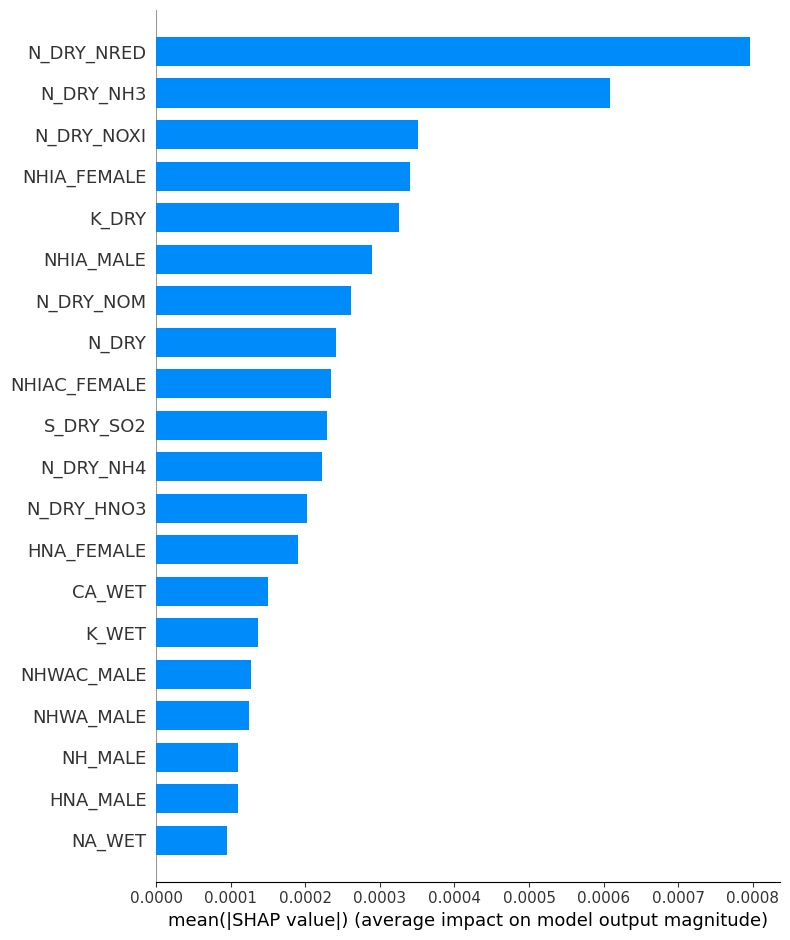 N_DRY_NRED
N_DRY_NH3
N_DRY_NOXI
NHIA_FEMALE
K_DRY
NHIA_MALE
N_DRY_NOM
N_DRY
NHIAC_FEMALE
S_DRY_SO2
N_DRY_NH4
N_DRY_HNO3
HNA_FEMALE
CA_WET
K_WET
NHWAC_MALE
NHWA_MALE
NH_MALE
HNA_MALE
NA_WET
0.0000 0.0001 0.0002 0.0003 0.0004 0.0005 0.0006 0.0007 0.0008
mean(|SHAP value|) (average impact on model output magnitude)